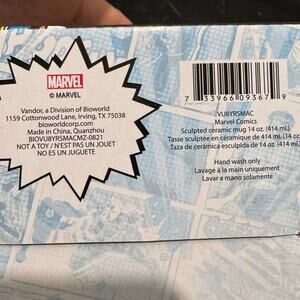 MARVEL
© MARVEL
Vandor, a Division of Bioworld
1159 Cottonwood Lane, Irving, TX 75038
bioworldcorp.com
Made in China, Quanzhou
BIOVU8YRSMACMZ-0821
NOT A TOY / N'EST PAS UN JOUET
NO ES UN JUGUETE
7 33966 09367 9
VU8YRSMAC
Marvel Comics
Sculpted ceramic mug 14 oz. (414 mL)
Tasse sculptée en céramique de 414 mL (14 oz
Taza de cerámica esculpida de 14 oz. (414 mL)
Hand wash only
Lavage à la main uniquement
Lavar a mano solamente